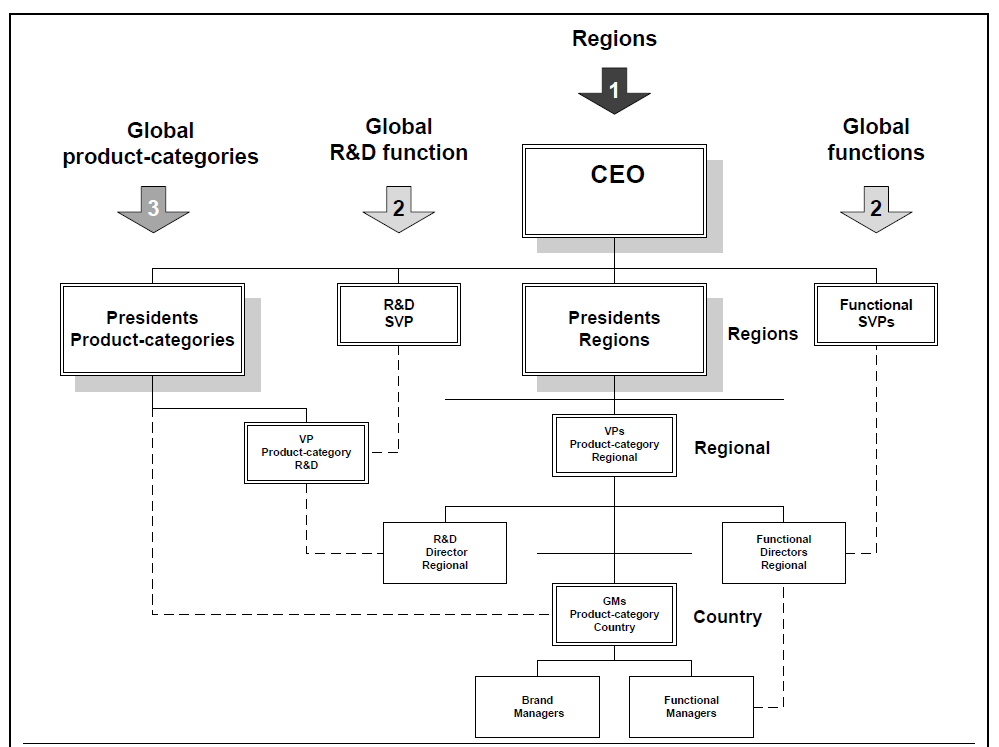 Regions
1
Global
product-categories
Global
R&D function
Global
functions
CEO
3
2
2
Presidents
Product-categories
R&D
SVP
Presidents
Regions
Regions
Functional
SVPs
VP
Product-category
R&D
VPs
Product-category
Regional
Regional
R&D
Director
Regional
Functional
Directors
Regional
GMs
Product-category
Country
Country
Brand
Managers
Functional
Managers